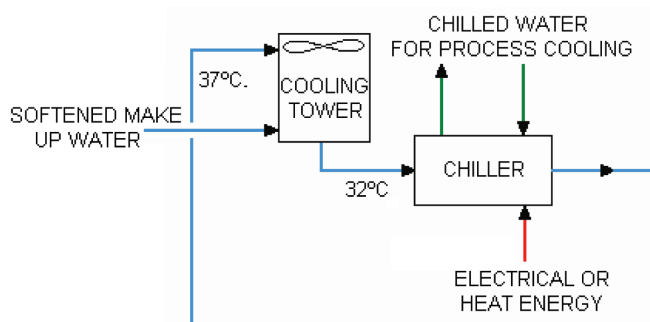 CHILLED WATER
FOR PROCESS COOLING
37ºC.
COOLING
TOWER
SOFTENED MAKE
UP WATER
32ºC
CHILLER
ELECTRICAL OR
HEAT ENERGY